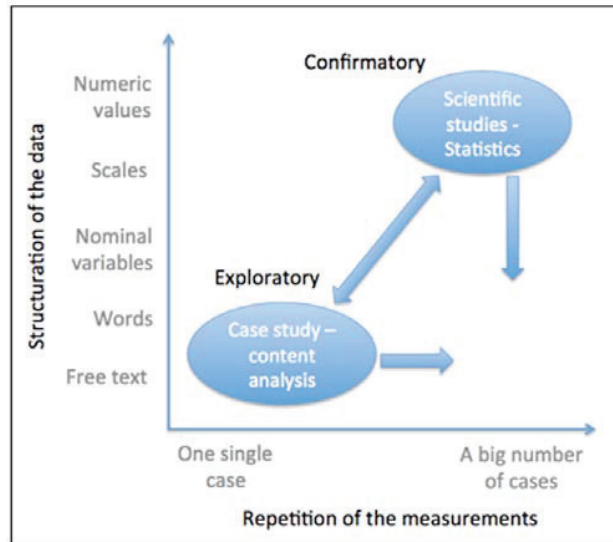 Confirmatory
Numeric
values
Scientific
studies -
Statistics
Scales
Structuration of the data
Nominal
variables
Exploratory
Words
Case study –
content
analysis
Free text
One single
case
A big number
of cases
Repetition of the measurements